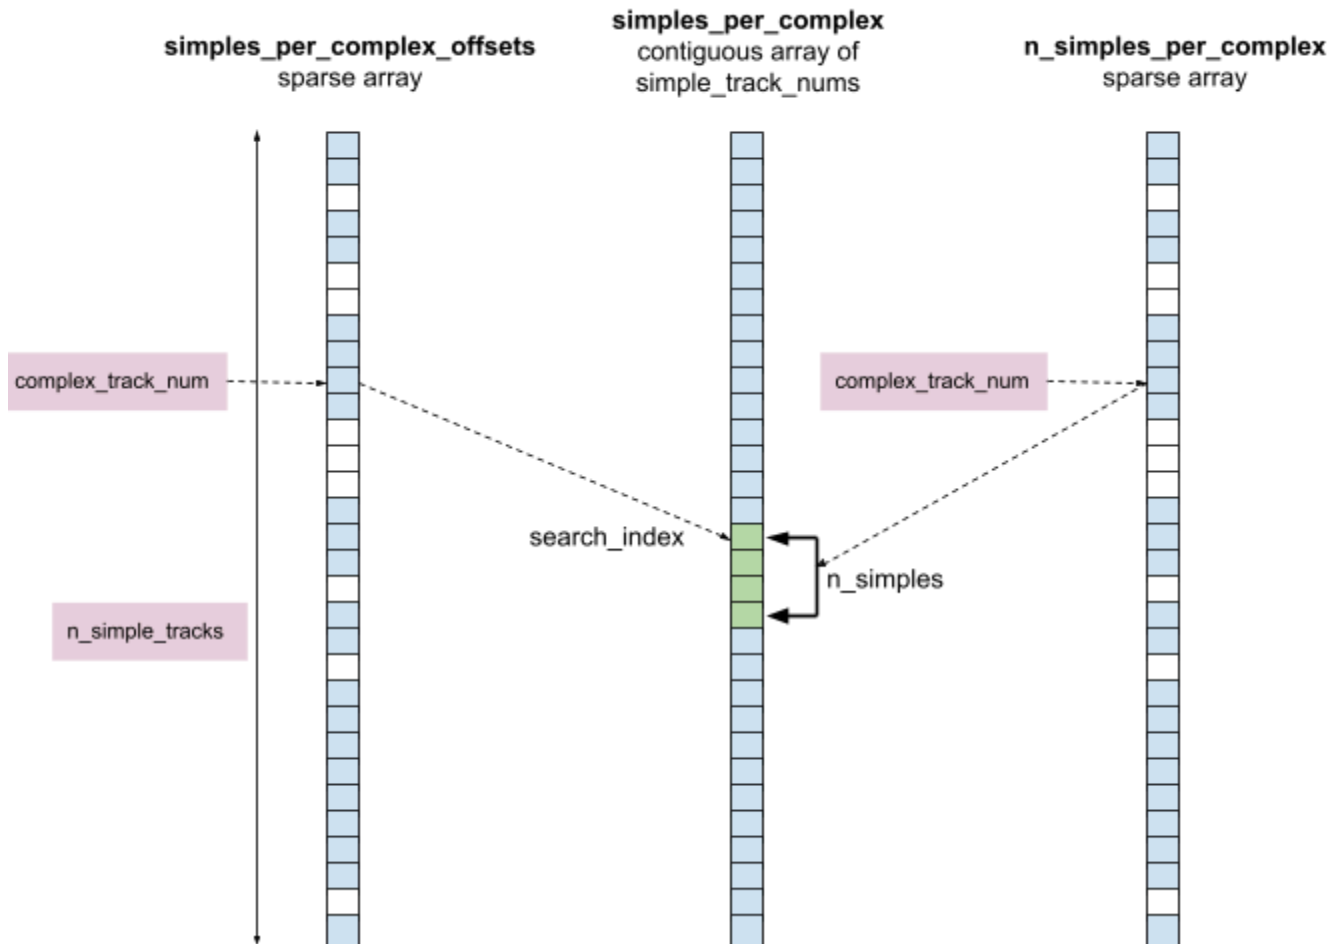 simples_per_complex_offsets
sparse array
simples_per_complex
contiguous array of
simple_track_nums
n_simples_per_complex
sparse array
complex_track_num
complex_track_num
search_index
n_simples
n_simple_tracks